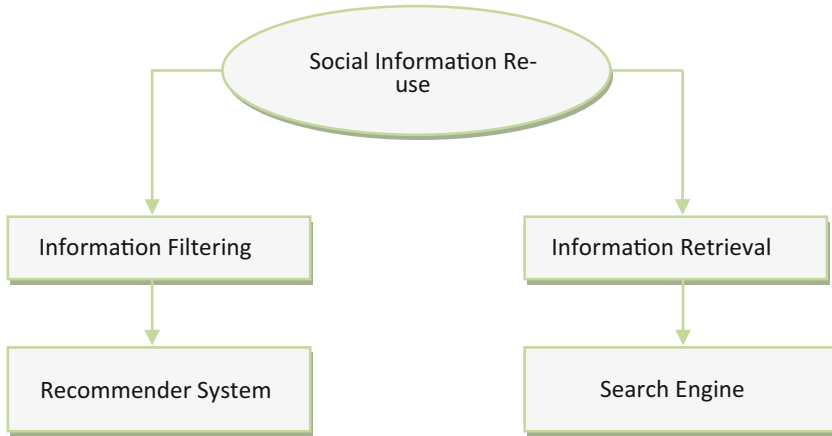 Social Information Re-
use
Information Filtering
Information Retrieval
Recommender System
Search Engine